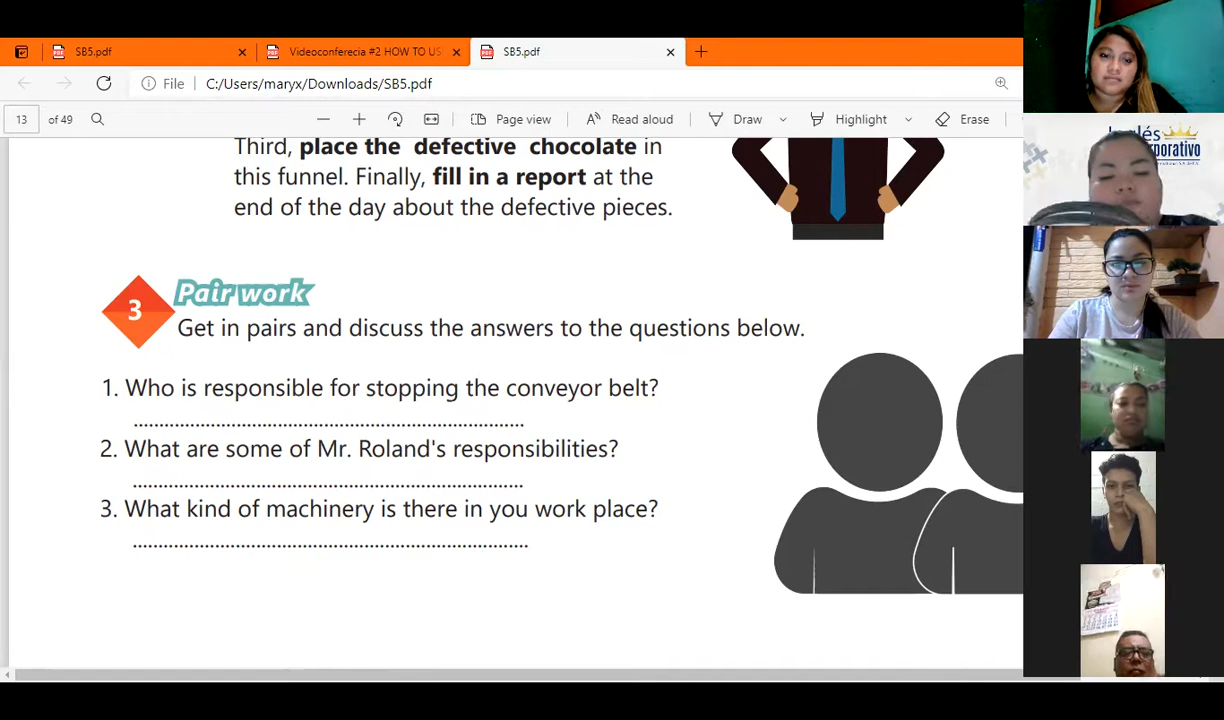 SB5.pdf
Videoconferecia #2 HOW TO US
SB5.pdf
File
C:/Users/maryx/Downloads/SB5.pdf
13 of 49
Page view
Read aloud
Draw
Highlight
Erase
Third, place the defective chocolate in
this funnel. Finally, fill in a report at the
end of the day about the defective pieces.
3
Pair work
Get in pairs and discuss the answers to the questions below.
1. Who is responsible for stopping the conveyor belt?
2. What are some of Mr. Roland's responsibilities?
3. What kind of machinery is there in you work place?
Inglés